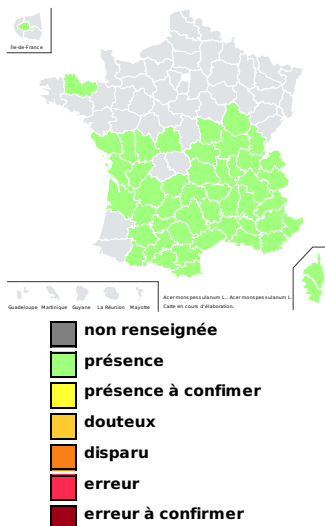 Île-de-France
Guadeloupe Martinique Guyane La Réunion Mayotte
Acer monspessulanum L., Acer monspessulanum L.
Carte en cours d'élaboration.
non renseignée
présence
présence à confimer
douteux
disparu
erreur
erreur à confirmer